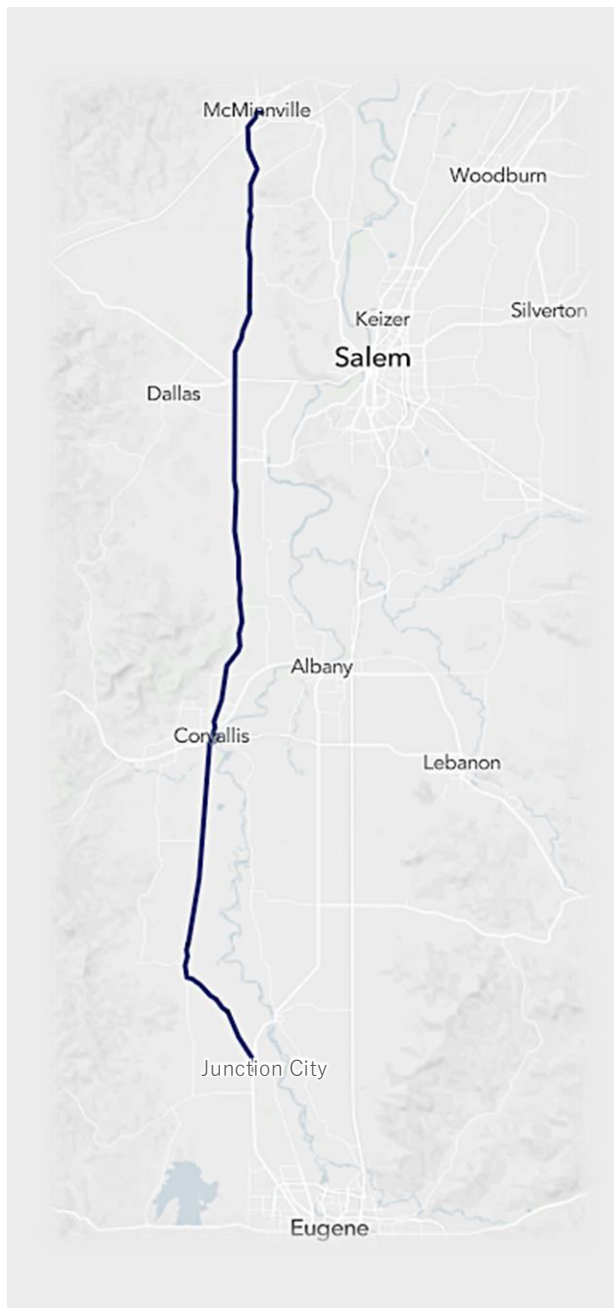 McMinnville
Woodburn
Silverton
Keizer
Salem
Dallas
Albany
Corvallis
Lebanon
Junction City
Eugene